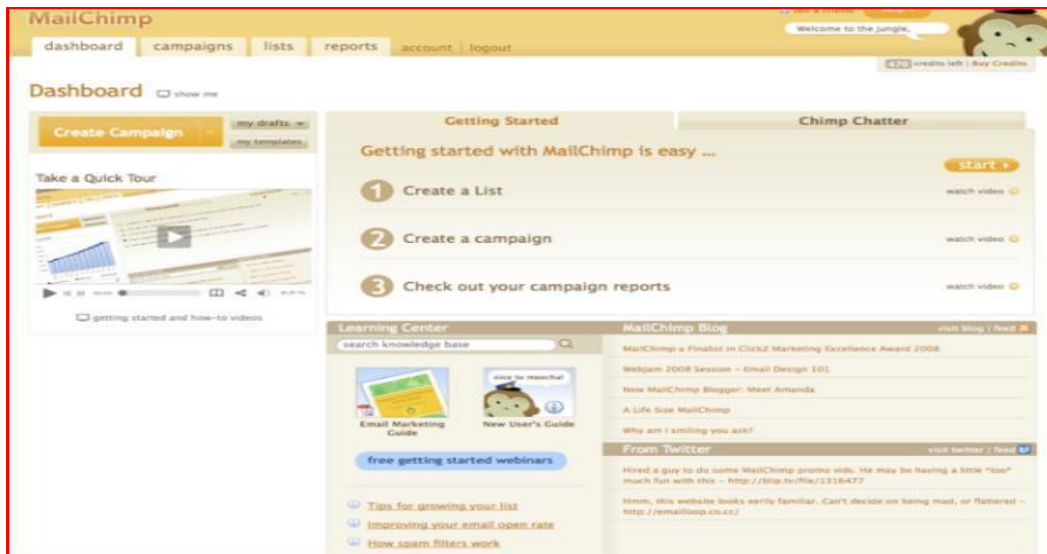 MailChimp
Welcome to the jungle,
dashboard campaigns lists reports account logout
470 credits left | Buy Credits
Dashboard show me
Create Campaign
my drafts
my templates
Take a Quick Tour
getting started and how-to videos
Getting Started
Chimp Chatter
Getting started with MailChimp is easy ...
start
1 Create a List
watch video
2 Create a campaign
watch video
3 Check out your campaign reports
watch video
Learning Center
search knowledge base
Email Marketing
Guide
nice to meecha!
New User's Guide
free getting started webinars
Tips for growing your list
Improving your email open rate
How spam filters work
MailChimp Blog
visit blog | feed
MailChimp a Finalist in ClickZ Marketing Excellence Award 2008
Webjam 2008 Session - Email Design 101
New MailChimp Blogger: Meet Amanda
A Life Size MailChimp
Why am I smiling you ask?
From Twitter
visit twitter | feed
Hired a guy to do some MailChimp promo vids. He may be having a little *too*
much fun with this - http://blip.tv/file/1316477
Hmm, this website looks eerily familiar. Can't decide on being mad, or flattered -
http://emailloop.co.cc/